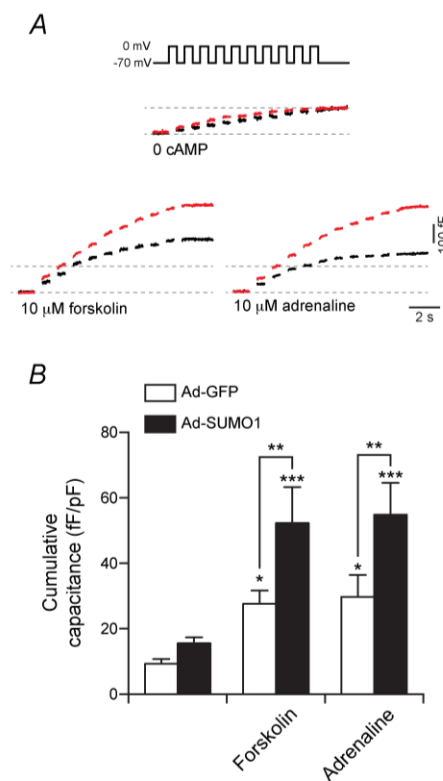 A
0 mV
-70 mV
0 cAMP
100 fF
10 µM forskolin
10 µM adrenaline
2 s
B
Ad-GFP
Ad-SUMO1
80
60
40
20
0
Cumulative
capacitance (fF/pF)
** **
*** ***
* *
Forskolin
Adrenaline